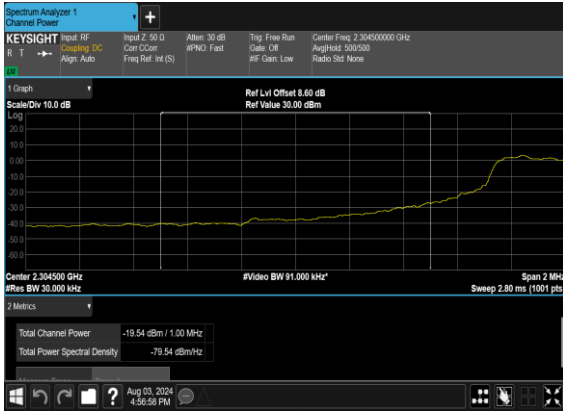 Spectrum Analyzer 1
Channel Power
+
KEYSIGHT
R T
LXI
Input: RF
Coupling: DC
Align: Auto
Input Z: 50 Ω
Corr CCorr
Freq Ref: Int (S)
Atten: 30 dB
#PNO: Fast
Trig: Free Run
Gate: Off
#IF Gain: Low
Center Freq: 2.304500000 GHz
Avg|Hold: 500/500
Radio Std: None
1 Graph
Scale/Div 10.0 dB
Ref Lvl Offset 8.60 dB
Ref Value 30.00 dBm
Log
20.0
10.0
0.00
-10.0
-20.0
-30.0
-40.0
-50.0
-60.0
Center 2.304500 GHz
#Video BW 91.000 kHz*
Span 2 MHz
#Res BW 30.000 kHz
Sweep 2.80 ms (1001 pts
2 Metrics
Total Channel Power -19.54 dBm / 1.00 MHz
Total Power Spectral Density -79.54 dBm/Hz
?
Aug 03, 2024
4:56:58 PM